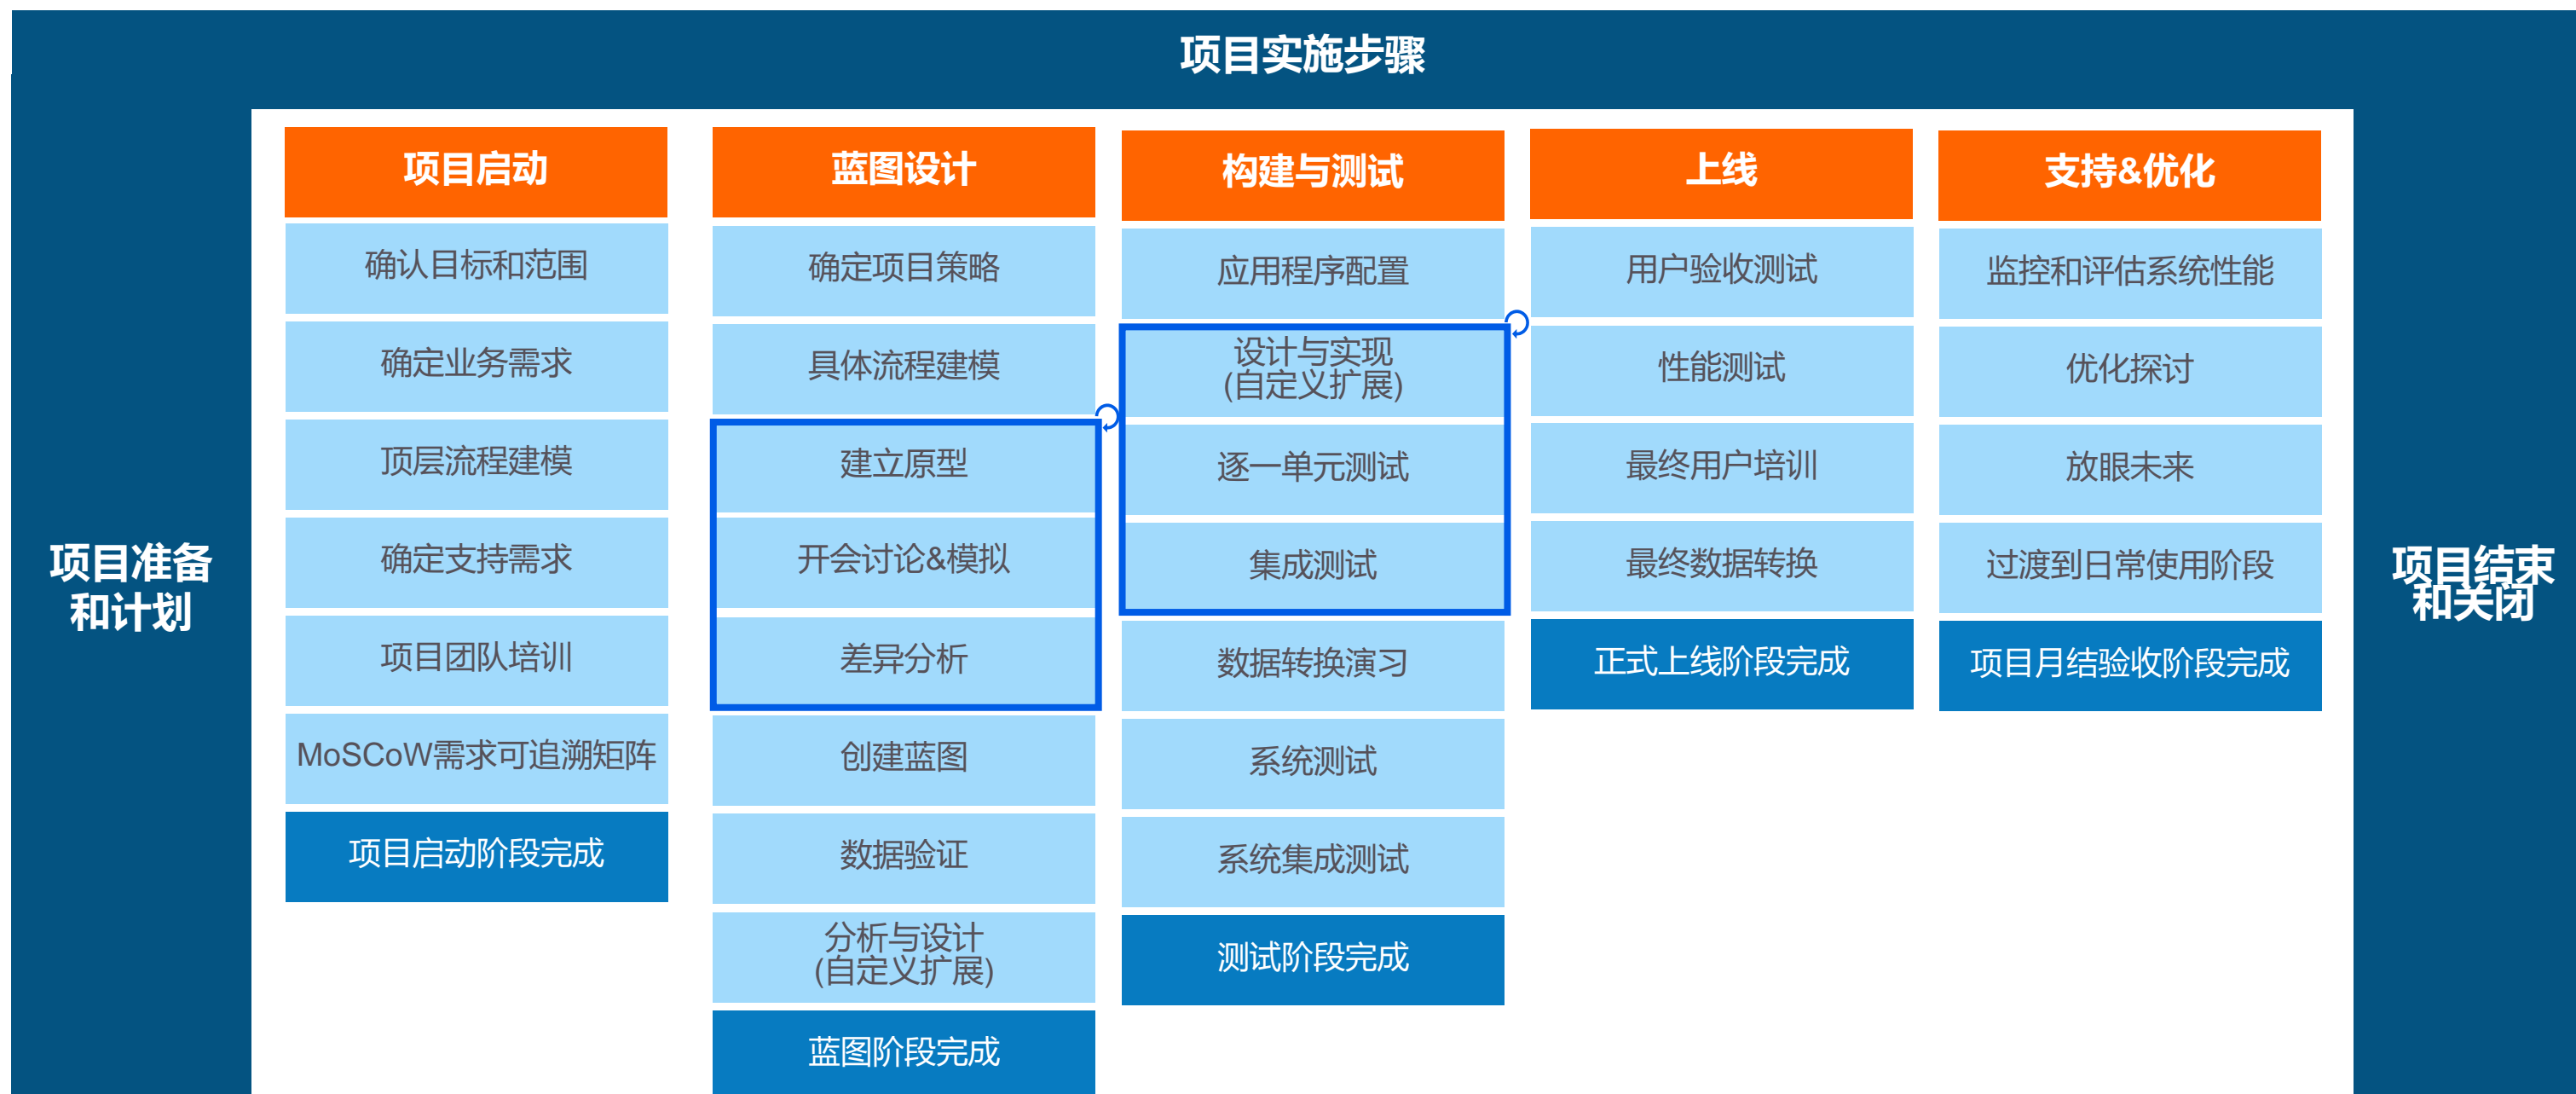 项目实施步骤
项目准备
和计划
项目启动
确认目标和范围
确定业务需求
顶层流程建模
确定支持需求
项目团队培训
MoSCoW需求可追溯矩阵
项目启动阶段完成
蓝图设计
确定项目策略
具体流程建模
建立原型
开会讨论&模拟
差异分析
创建蓝图
数据验证
分析与设计
(自定义扩展)
蓝图阶段完成
构建与测试
应用程序配置
设计与实现
(自定义扩展)
逐一单元测试
集成测试
数据转换演习
系统测试
系统集成测试
测试阶段完成
上线
用户验收测试
性能测试
最终用户培训
最终数据转换
正式上线阶段完成
支持&优化
监控和评估系统性能
优化探讨
放眼未来
过渡到日常使用阶段
项目月结验收阶段完成
项目结束
和关闭